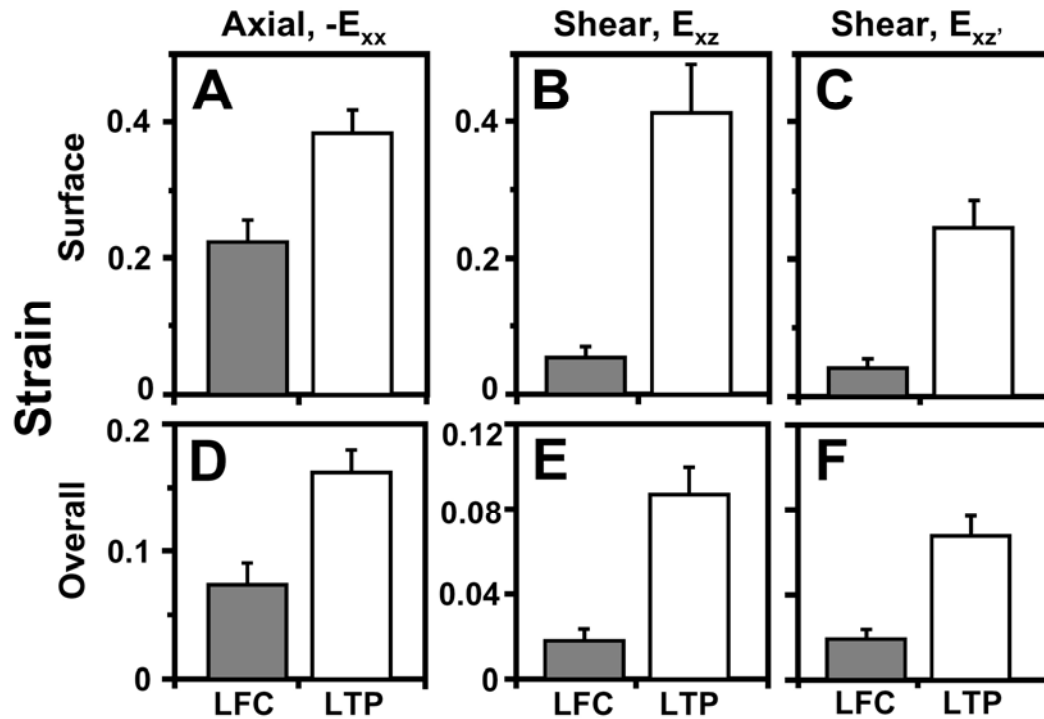 Axial, -Exx
Shear, Exz
Shear, Exz'
Strain
Surface
A
B
C
0.4
0.2
0
0.4
0.2
0
Overall
D
E
F
0.2
0.1
0
0.12
0.08
0.04
0
LFC LTP
LFC LTP
LFC LTP